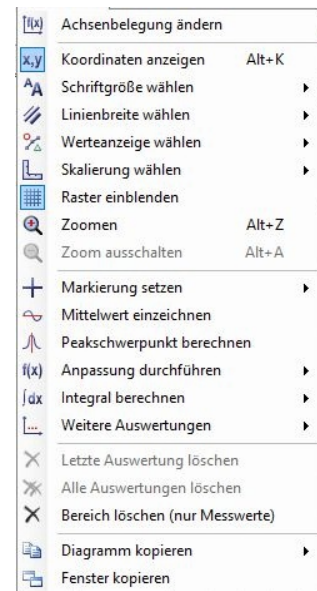 f(x) Achsenbelegung ändern
x,y Koordinaten anzeigen Alt+K
AA Schriftgröße wählen
Linienbreite wählen
Werteanzeige wählen
Skalierung wählen
Raster einblenden
Zoomen Alt+Z
Zoom ausschalten Alt+A
Markierung setzen
Mittelwert einzeichnen
Peakschwerpunkt berechnen
f(x) Anpassung durchführen
∫dx Integral berechnen
Weitere Auswertungen
Letzte Auswertung löschen
Alle Auswertungen löschen
Bereich löschen (nur Messwerte)
Diagramm kopieren
Fenster kopieren